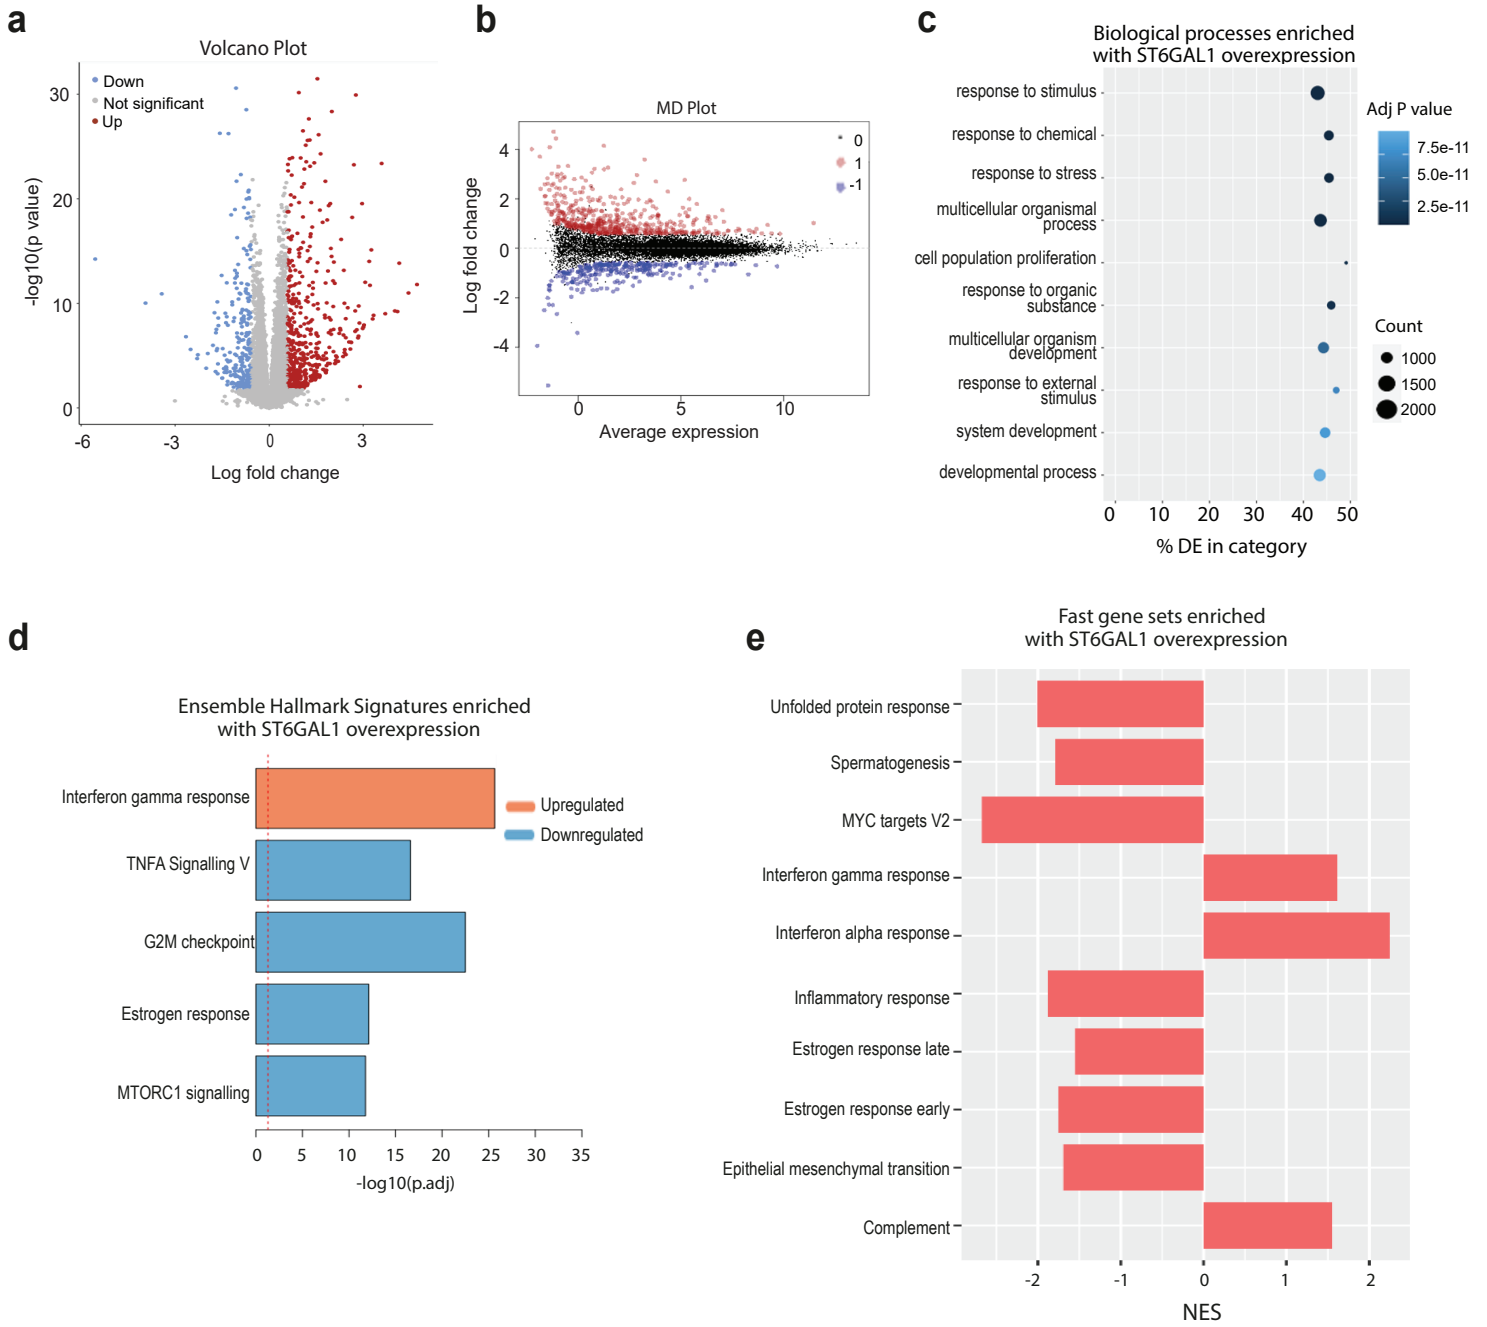 a
Volcano Plot
Down
Not significant
Up
30
20
10
0
-log10(p value)
-6
-3
0
3
Log fold change
b
MD Plot
0
1
-1
4
2
0
-2
-4
Log fold change
0
5
10
Average expression
c
Biological processes enriched
with ST6GAL1 overexpression
response to stimulus
response to chemical
response to stress
multicellular organismal
process
cell population proliferation
response to organic
substance
multicellular organism
development
response to external
stimulus
system development
developmental process
0
10
20
30
40
50
% DE in category
Adj P value
7.5e-11
5.0e-11
2.5e-11
Count
1000
1500
2000
d
Ensemble Hallmark Signatures enriched
with ST6GAL1 overexpression
Interferon gamma response
TNFA Signalling V
G2M checkpoint
Estrogen response
MTORC1 signalling
Upregulated
Downregulated
0
5
10
15
20
25
30
35
-log10(p.adj)
e
Fast gene sets enriched
with ST6GAL1 overexpression
Unfolded protein response
Spermatogenesis
MYC targets V2
Interferon gamma response
Interferon alpha response
Inflammatory response
Estrogen response late
Estrogen response early
Epithelial mesenchymal transition
Complement
-2
-1
0
1
2
NES